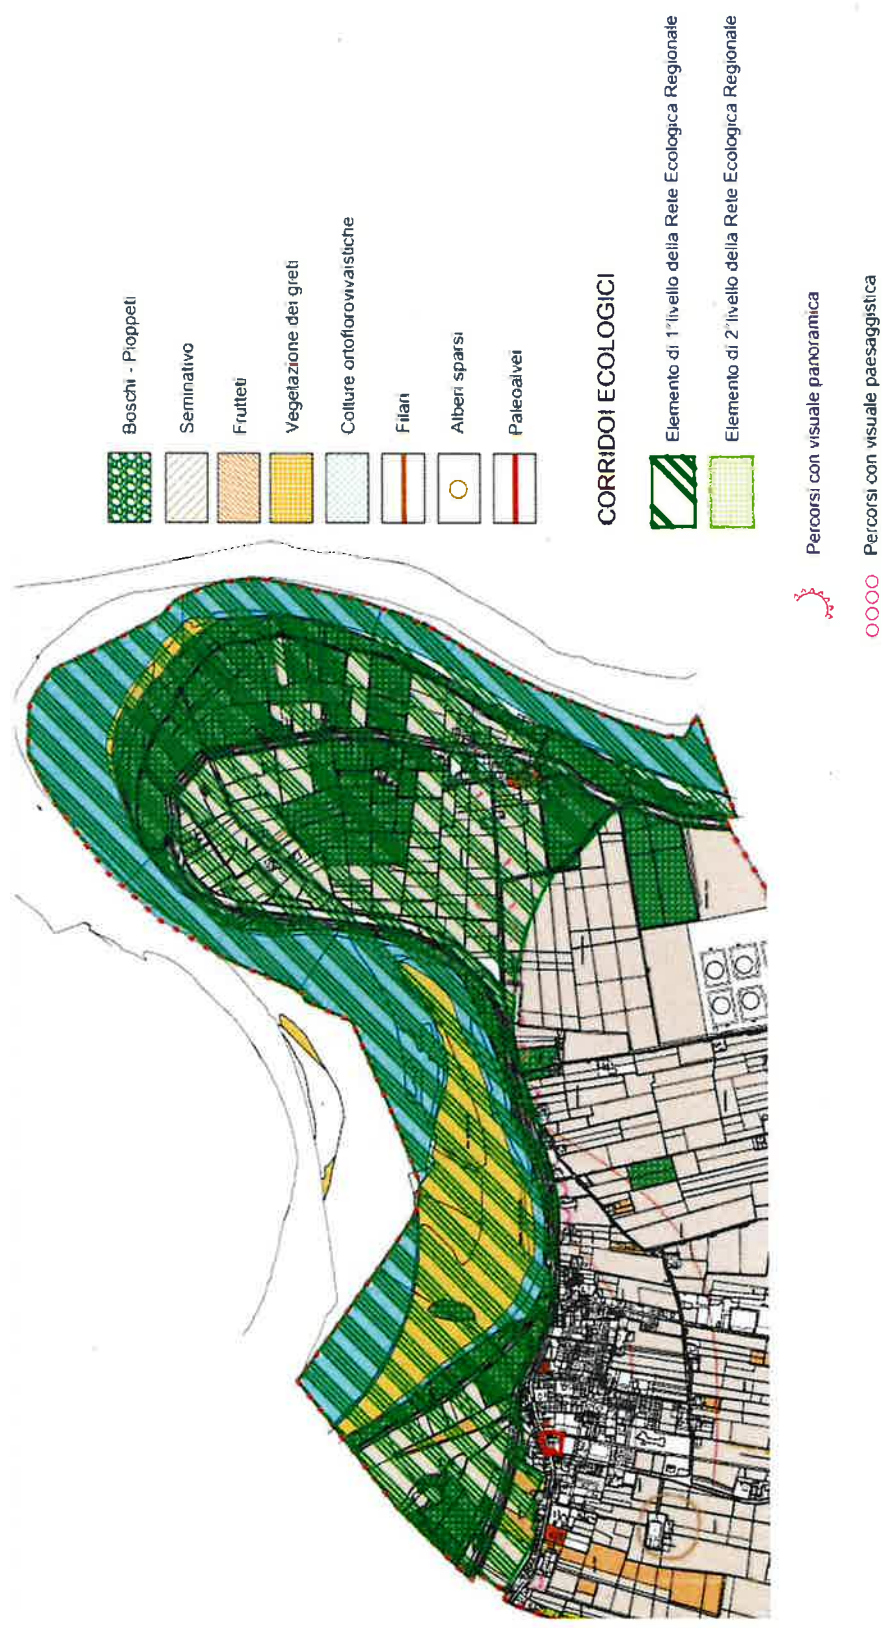 Boschi - Pioppeti
Seminativo
Frutteti
Vegetazione dei greti
Colture ortoflorovivaistiche
Filari
Alberi sparsi
Paleoalvei
CORRIDOI ECOLOGICI
Elemento di 1°livello della Rete Ecologica Regionale
Elemento di 2°livello della Rete Ecologica Regionale
Percorsi con visuale panoramica
Percorsi con visuale paesaggistica